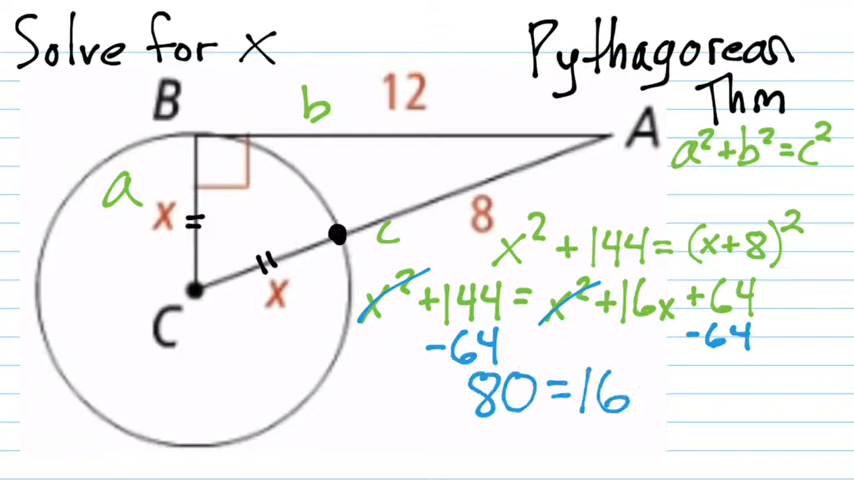 Solve for x
Pythagorean
Thm
a²+b²=c²
B
b
12
A
a
x
8
c
x
C
x²+144=(x+8)²
x²+144=x²+16x+64
-64
-64
80=16